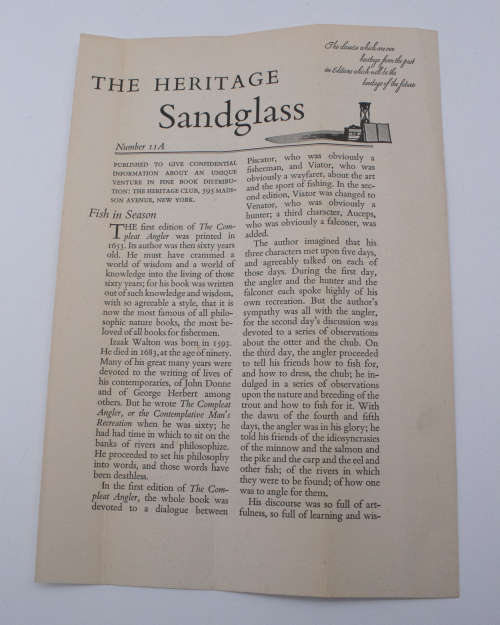 The classics which are our
heritage from the past
in Editions which will be the
heritage of the future
THE HERITAGE
Sandglass
Number 11A
PUBLISHED TO GIVE CONFIDENTIAL
INFORMATION ABOUT AN UNIQUE
VENTURE IN FINE BOOK DISTRIBU-
TION: THE HERITAGE CLUB, 595 MADI-
SON AVENUE, NEW YORK.
Fish in Season
THE first edition of The Com-
pleat Angler was printed in
1653. Its author was then sixty years
old. He must have crammed a
world of wisdom and a world of
knowledge into the living of those
sixty years; for his book was written
out of such knowledge and wisdom,
with so agreeable a style, that it is
now the most famous of all philo-
sophic nature books, the most be-
loved of all books for fishermen.
Izaak Walton was born in 1593.
He died in 1683, at the age of ninety.
Many of his great many years were
devoted to the writing of lives of
his contemporaries, of John Donne
and of George Herbert among
others. But he wrote The Compleat
Angler, or the Contemplative Man's
Recreation when he was sixty; he
had had time in which to sit on the
banks of rivers and philosophize.
He proceeded to set his philosophy
into words, and those words have
been deathless.
In the first edition of The Com-
pleat Angler, the whole book was
devoted to a dialogue between
Piscator, who was obviously a
fisherman, and Viator, who was
obviously a wayfarer, about the art
and the sport of fishing. In the sec-
ond edition, Viator was changed to
Venator, who was obviously a
hunter; a third character, Auceps,
who was obviously a falconer, was
added.
The author imagined that his
three characters met upon five days,
and agreeably talked on each of
those days. During the first day,
the angler and the hunter and the
falconer each spoke highly of his
own recreation. But the author's
sympathy was all with the angler,
for the second day's discussion was
devoted to a series of observations
about the otter and the chub. On
the third day, the angler proceeded
to tell his friends how to fish for,
and how to dress, the chub; he in-
dulged in a series of observations
upon the nature and breeding of the
trout and how to fish for it. With
the dawn of the fourth and fifth
days, the angler was in his glory; he
told his friends of the idiosyncrasies
of the minnow and the salmon and
the pike and the carp and the eel and
other fish; of the rivers in which
they were to be found; of how one
was to angle for them.
His discourse was so full of art-
fulness, so full of learning and wis-